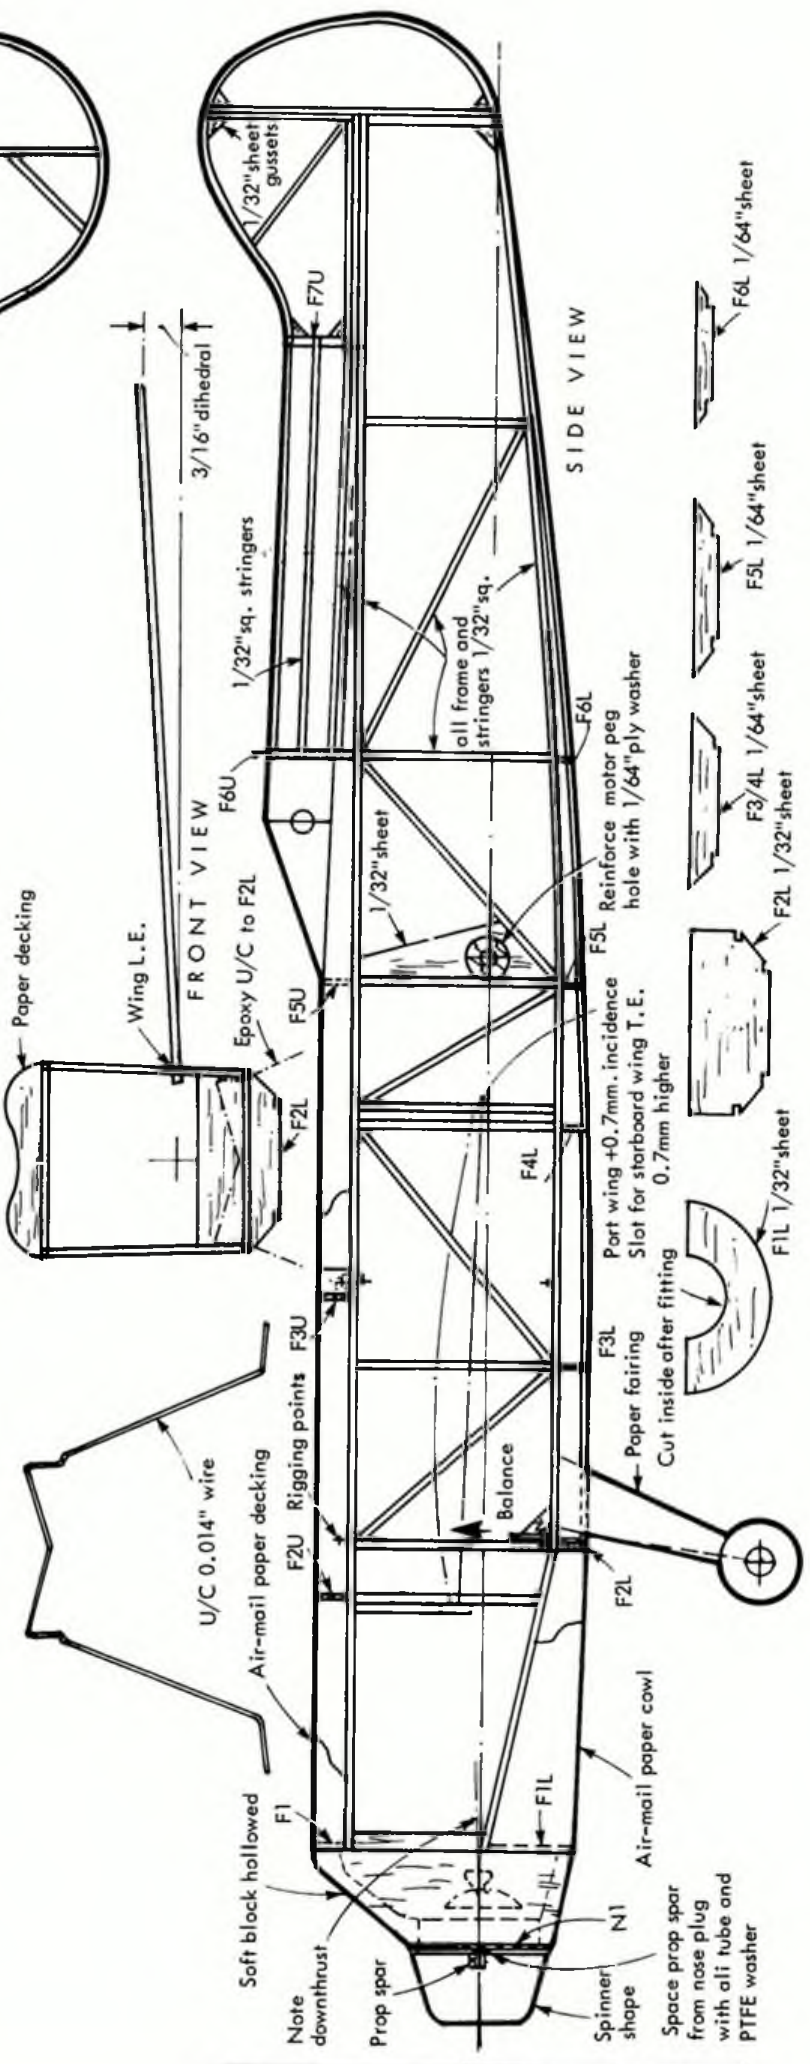 Paper decking
Wing L.E.
FRONT VIEW
Epoxy U/C to F2L
F2L
3/16" dihedral
U/C 0.014" wire
1/32" sheet
gussets
F7U
1/32"sq. stringers
F6U
SIDE VIEW
all frame and
stringers 1/32"sq.
1/32"sheet
F5U
F3U
Rigging points
F2U
Air-mail paper decking
F1
Soft block hollowed
Note
downthrust
Prop spar
Spinner
shape
Space prop spar
from nose plug
with ali tube and
PTFE washer
N1
F1L
Air-mail paper cowl
F2L
Balance
Paper fairing
F3L
F4L
Port wing +0.7mm. incidence
Slot for starboard wing T.E.
0.7mm higher
F5L
Reinforce motor peg
hole with 1/64"ply washer
F6L
Cut inside after fitting
F1L 1/32"sheet
F2L 1/32"sheet
F3/4L 1/64"sheet
F5L 1/64"sheet
F6L 1/64"sheet